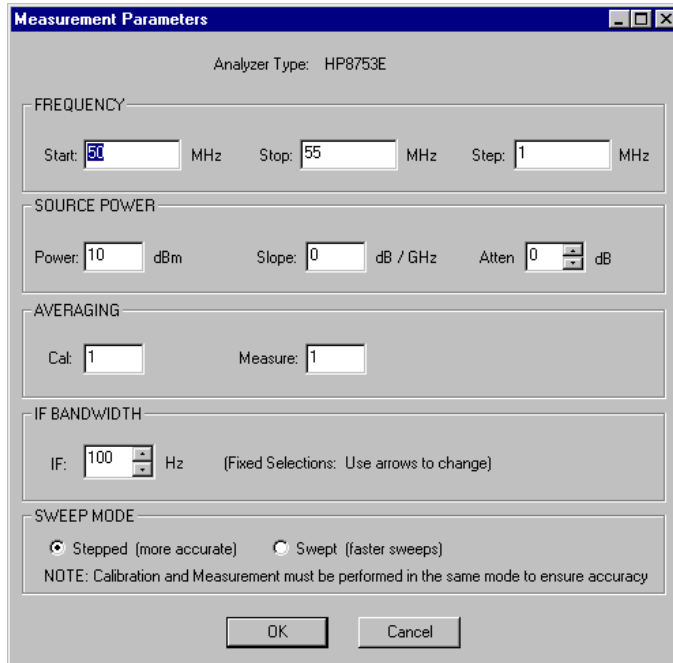 Measurement Parameters
Analyzer Type: HP8753E
FREQUENCY
Start: 50 MHz Stop: 55 MHz Step: 1 MHz
SOURCE POWER
Power: 10 dBm Slope: 0 dB / GHz Atten 0 dB
AVERAGING
Cal: 1 Measure: 1
IF BANDWIDTH
IF: 100 Hz (Fixed Selections: Use arrows to change)
SWEEP MODE
Stepped (more accurate) Swept (faster sweeps)
NOTE: Calibration and Measurement must be performed in the same mode to ensure accuracy
OK Cancel